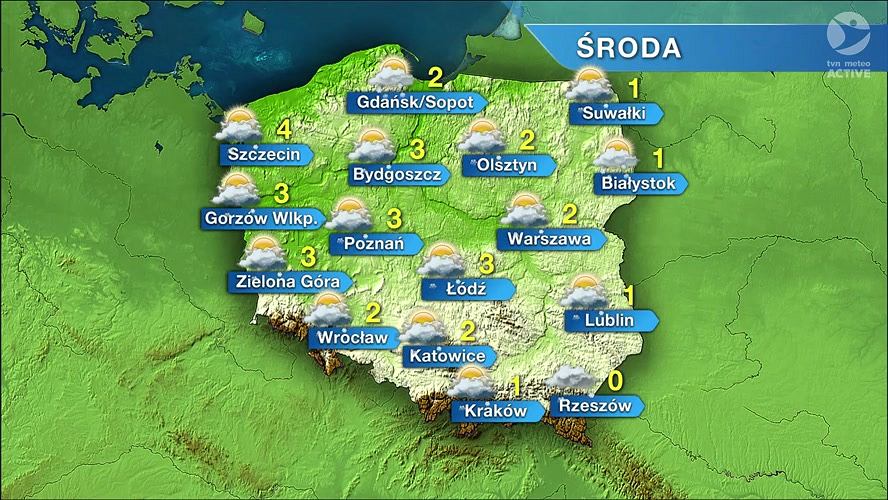 ŚRODA
tvn meteo
ACTIVE
2
Gdańsk/Sopot
1
Suwałki
4
Szczecin
3
Bydgoszcz
2
Olsztyn
1
Białystok
3
Gorzów Wlkp.
3
Poznań
2
Warszawa
3
Zielona Góra
3
Łódź
1
Lublin
2
Wrocław
2
Katowice
1
Kraków
0
Rzeszów